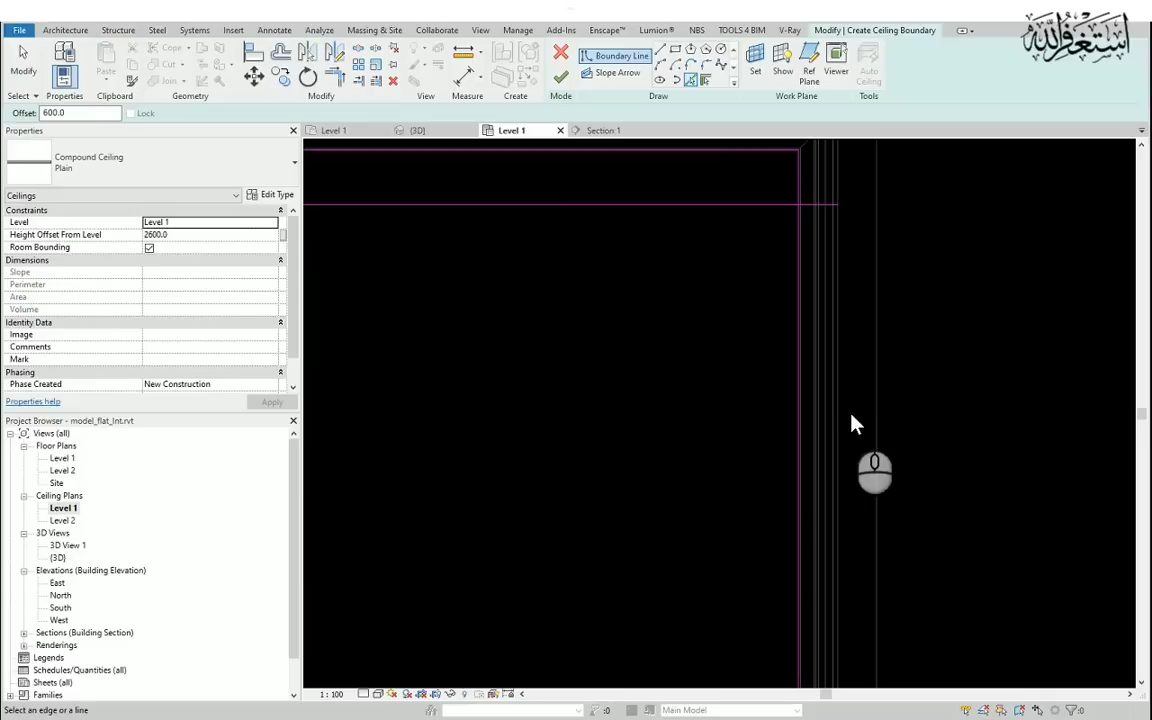 أستغفر الله
File Architecture Structure Steel Systems Insert Annotate Analyze Massing & Site Collaborate View Manage Add-Ins Enscape™ Lumion® NBS TOOLS 4 BIM V-Ray Modify | Create Ceiling Boundary
Modify
Properties
Paste
Cope
Cut
Join
Boundary Line
Slope Arrow
Set
Show
Ref Plane
Viewer
Auto Ceiling
Select
Properties
Clipboard
Geometry
Modify
View
Measure
Create
Mode
Draw
Work Plane
Tools
Offset: 600.0
Lock
Properties
Level 1
{3D}
Level 1
Section 1
Compound Ceiling
Plain
Ceilings
Edit Type
Constraints
Level Level 1
Height Offset From Level 2600.0
Room Bounding
Dimensions
Slope
Perimeter
Area
Volume
Identity Data
Image
Comments
Mark
Phasing
Phase Created New Construction
Properties help
Apply
Project Browser - model_flat_Int.rvt
Views (all)
Floor Plans
Level 1
Level 2
Site
Ceiling Plans
Level 1
Level 2
3D Views
3D View 1
{3D}
Elevations (Building Elevation)
East
North
South
West
Sections (Building Section)
Renderings
Legends
Schedules/Quantities (all)
Sheets (all)
Families
1 : 100
Select an edge or a line
:0
Main Model
:0